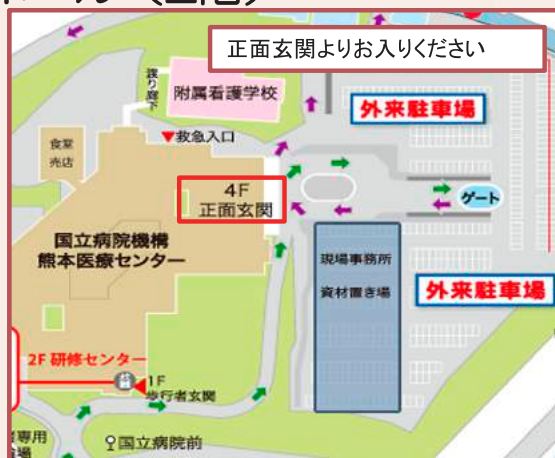 正面玄関よりお入りください
渡り廊下
附属看護学校
外来駐車場
▼救急入口
食堂
売店
4F
正面玄関
ゲート
国立病院機構
熊本医療センター
現場事務所
資材置き場
外来駐車場
2F 研修センター
1F
歩行者玄関
国立病院前
専用